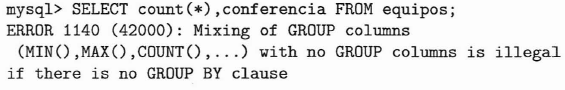 mysql> SELECT count(*),conferencia FROM equipos;
ERROR 1140 (42000): Mixing of GROUP columns
(MIN(),MAX(),COUNT(),...) with no GROUP columns is illegal
if there is no GROUP BY clause